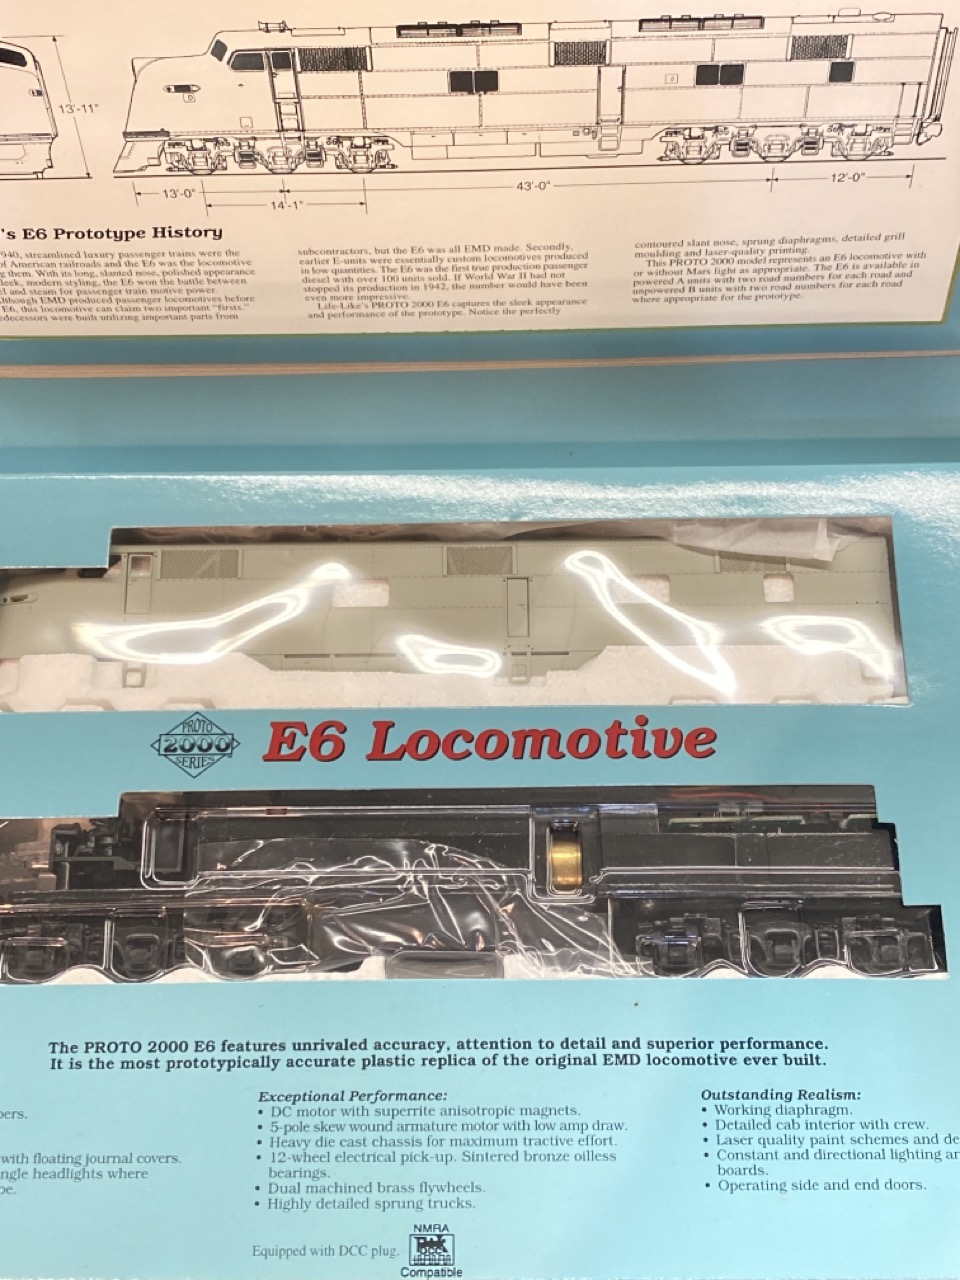 13'-11"
13'-0"
14'-1"
43'-0"
12'-0"
's E6 Prototype History
940, streamlined luxury passenger trains were the
of American railroads and the E6 was the locomotive
g them. With its long, slanted nose, polished appearance
leek, modern styling, the E6 won the battle between
l and steam for passenger train motive power.
lthough EMD produced passenger locomotives before
E6, this locomotive can claim two important "firsts."
decessors were built utilizing important parts from
subcontractors, but the E6 was all EMD made. Secondly,
earlier E-units were essentially custom locomotives produced
in low quantities. The E6 was the first true production passenger
diesel with over 100 units sold. If World War II had not
stopped its production in 1942, the number would have been
even more impressive.
Life-Like's PROTO 2000 E6 captures the sleek appearance
and performance of the prototype. Notice the perfectly
contoured slant nose, sprung diaphragms, detailed grill
moulding and laser-quality printing.
This PROTO 2000 model represents an E6 locomotive with
or without Mars light as appropriate. The E6 is available in
powered A units with two road numbers for each road and
unpowered B units with two road numbers for each road
where appropriate for the prototype.
PROTO
2000
SERIES
E6 Locomotive
The PROTO 2000 E6 features unrivaled accuracy, attention to detail and superior performance.
It is the most prototypically accurate plastic replica of the original EMD locomotive ever built.
bers.
with floating journal covers.
ngle headlights where
pe.
Exceptional Performance:
• DC motor with superrite anisotropic magnets.
• 5-pole skew wound armature motor with low amp draw.
• Heavy die cast chassis for maximum tractive effort.
• 12-wheel electrical pick-up. Sintered bronze oilless
bearings.
• Dual machined brass flywheels.
• Highly detailed sprung trucks.
Equipped with DCC plug.
NMRA
DCC
Compatible
Outstanding Realism:
• Working diaphragm.
• Detailed cab interior with crew.
• Laser quality paint schemes and de
• Constant and directional lighting ar
boards.
• Operating side and end doors.